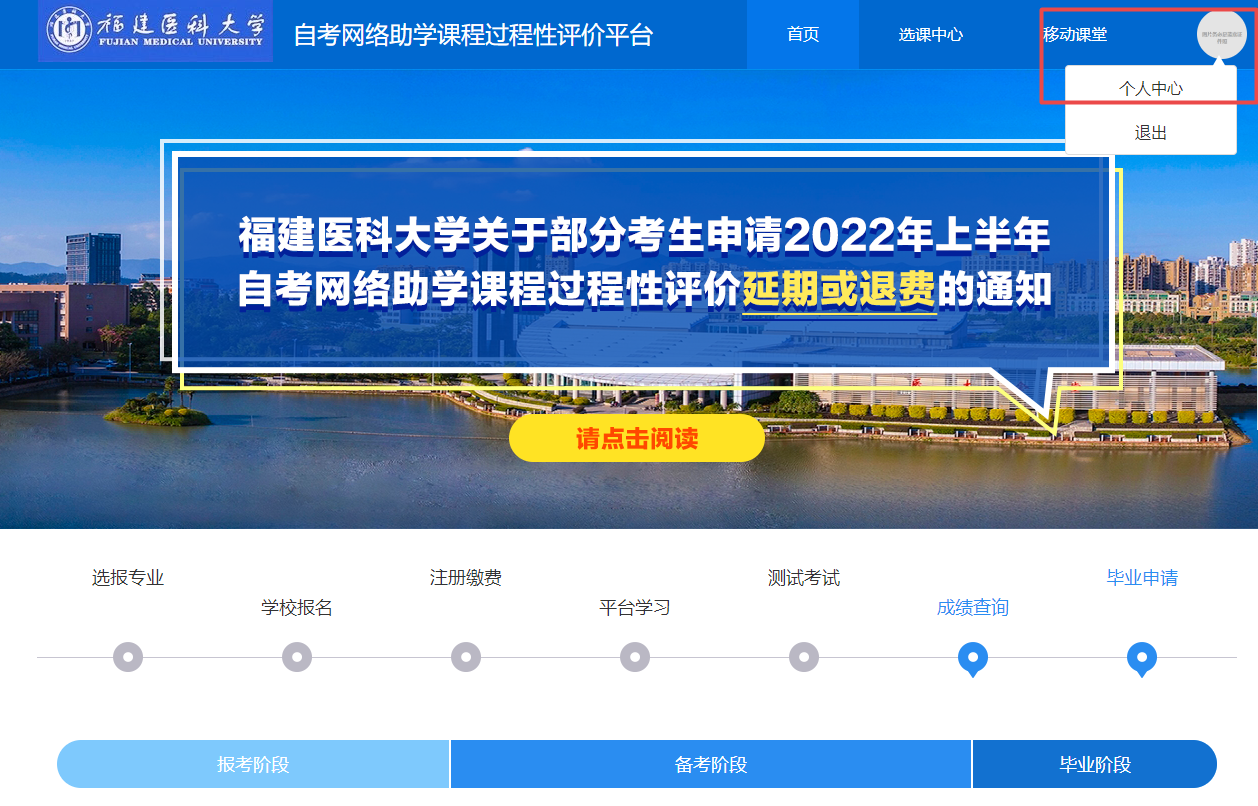 福建医科大学
FUJIAN MEDICAL UNIVERSITY
自考网络助学课程过程性评价平台
首页
选课中心
移动课堂
个人中心
退出
福建医科大学关于部分考生申请2022年上半年
自考网络助学课程过程性评价延期或退费的通知
请点击阅读
选报专业
学校报名
注册缴费
平台学习
测试考试
成绩查询
毕业申请
报考阶段
备考阶段
毕业阶段